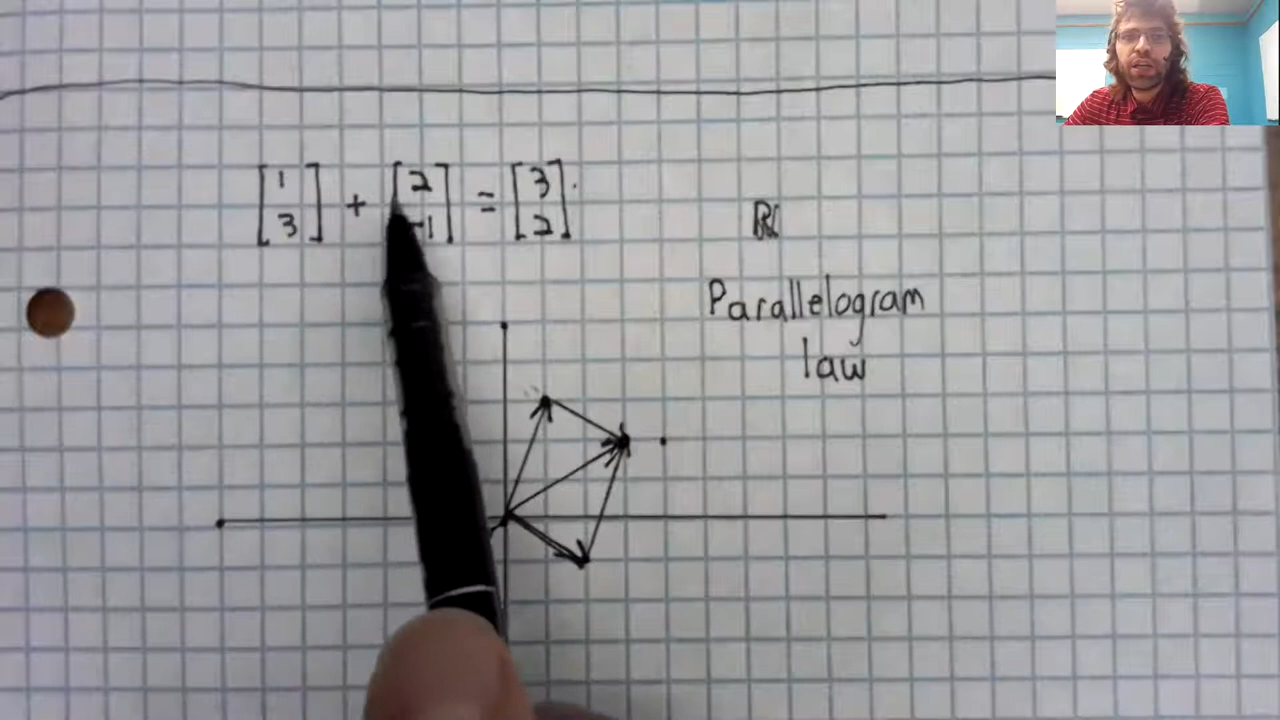 [1 3] + [2 -1] = [3 2].
ℝ
Parallelogram
law